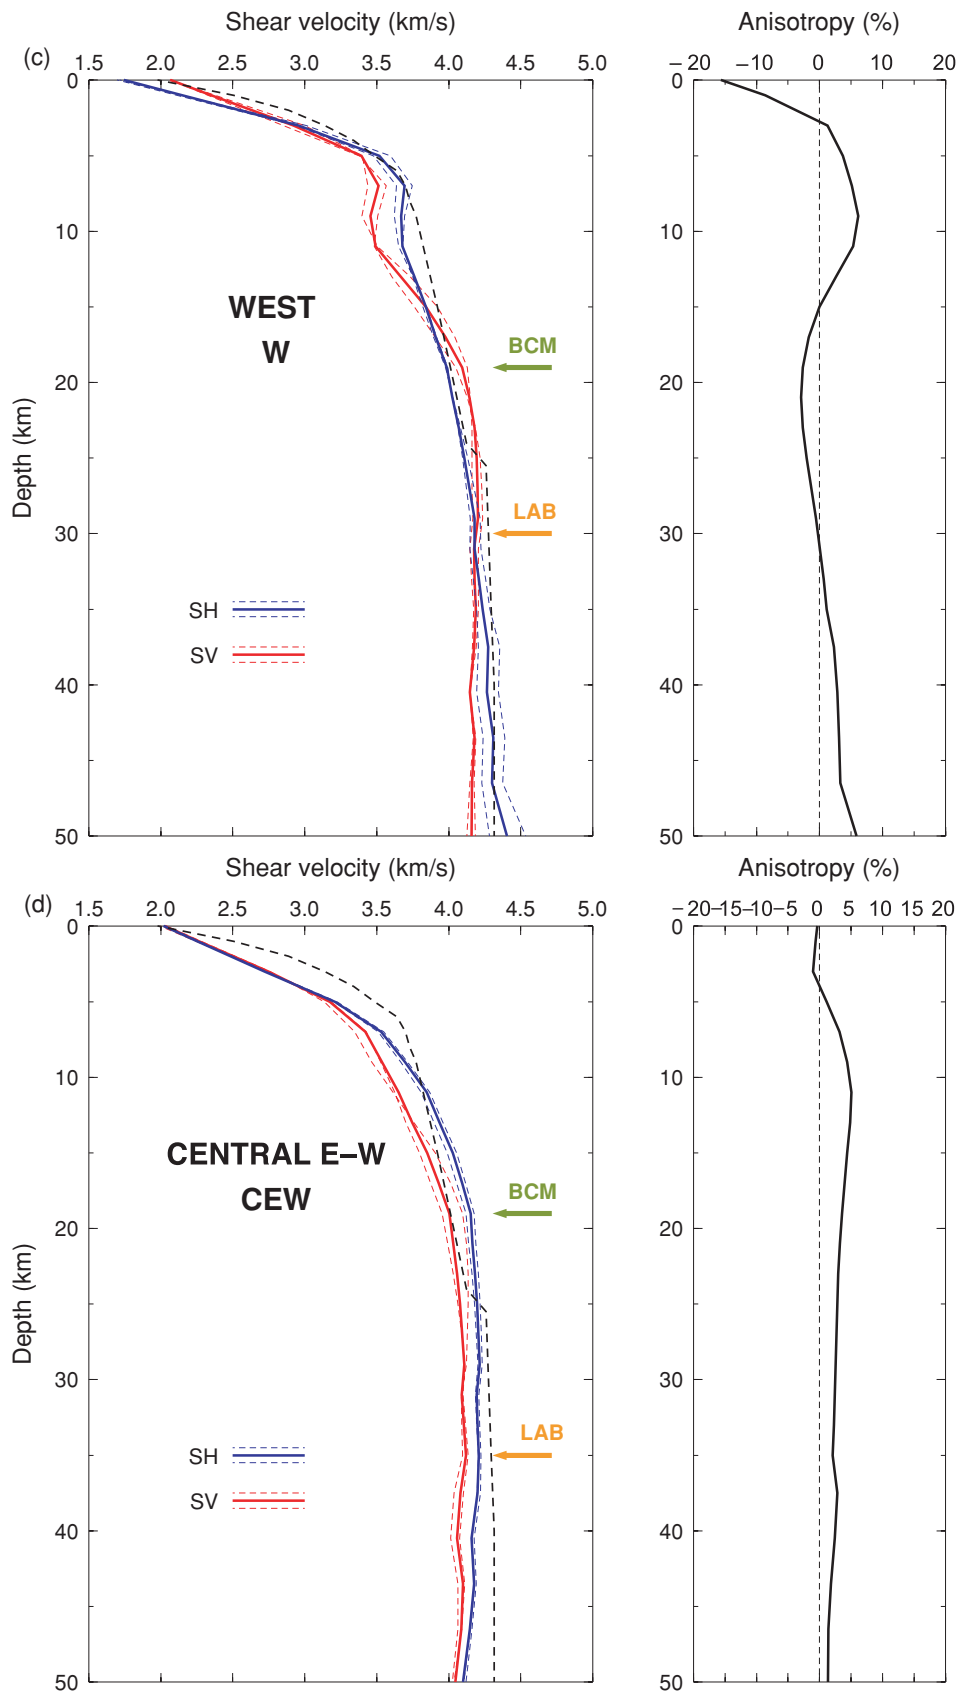 Shear velocity (km/s) Anisotropy (%)
(c) 1.5 2.0 3.0 3.5 4.0 4.5 5.0 −20 −10 0 10 20
0 0
10 10
WEST
W
BCM
20 20
Depth (km)
LAB
30 30
SH
SV
40 40
50 50
Shear velocity (km/s) Anisotropy (%)
(d) 1.5 2.0 3.0 3.5 4.0 4.5 5.0 −20−15−10−5 0 5 10 15 20
0 0
10 10
CENTRAL E–W
CEW
BCM
20 20
Depth (km)
30 30
LAB
SH
SV
40 40
50 50